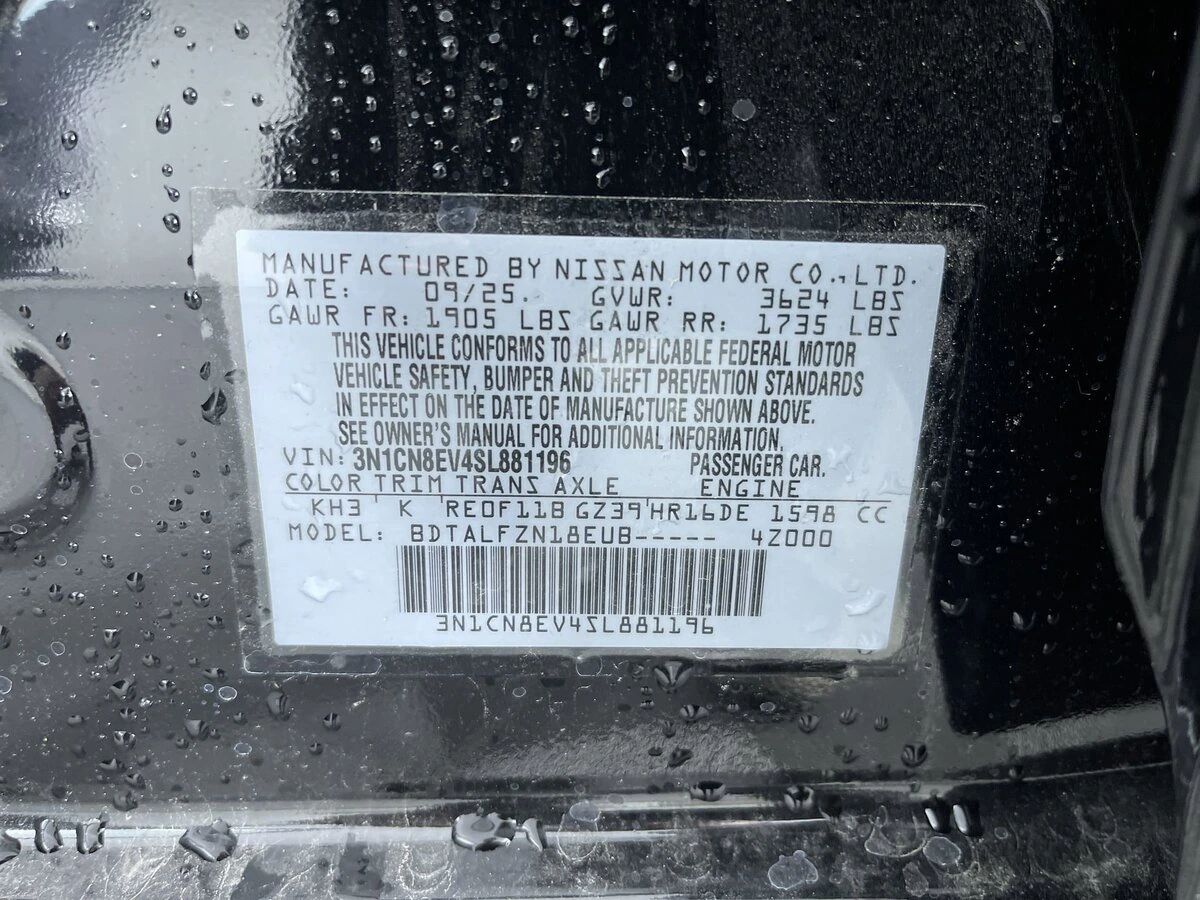 MANUFACTURED BY NISSAN MOTOR CO.,LTD.
DATE: 09/25. GVWR: 3624 LBS
GAWR FR: 1905 LBS GAWR RR: 1735 LBS
THIS VEHICLE CONFORMS TO ALL APPLICABLE FEDERAL MOTOR
VEHICLE SAFETY, BUMPER AND THEFT PREVENTION STANDARDS
IN EFFECT ON THE DATE OF MANUFACTURE SHOWN ABOVE.
SEE OWNER'S MANUAL FOR ADDITIONAL INFORMATION.
VIN: 3N1CN8EV4SL881196 PASSENGER CAR.
COLOR TRIM TRANS AXLE ENGINE
KH3 K RE0F11B GZ39 HR16DE 1598 CC
MODEL: BDTALFZN18EUB----- 4Z000
3N1CN8EV4SL881196